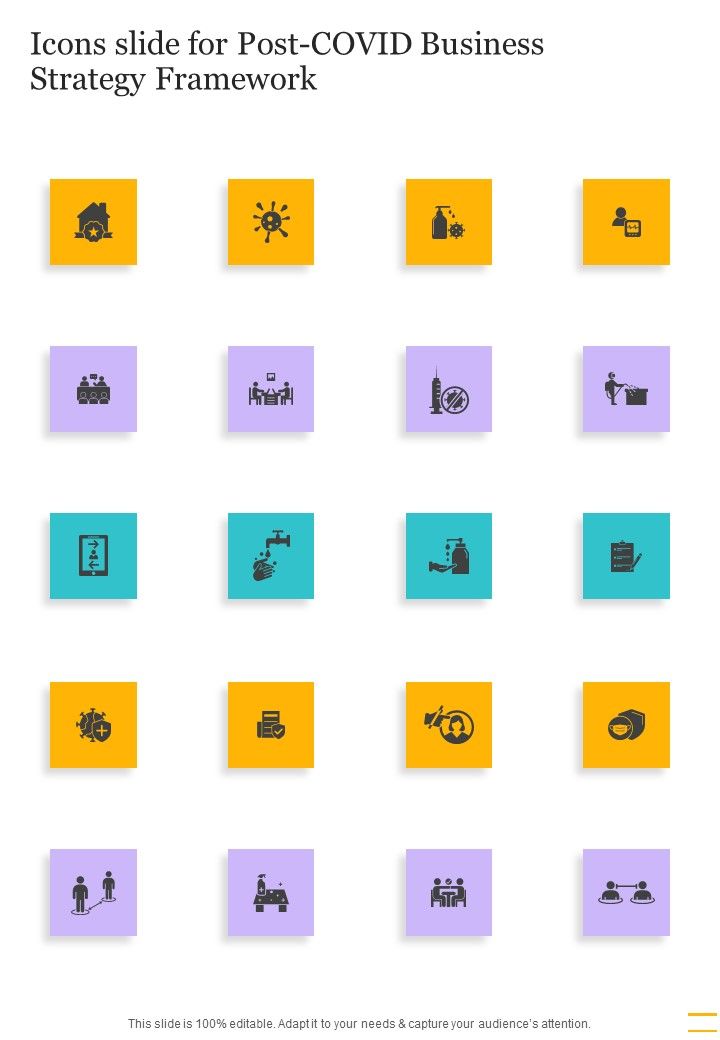 Icons slide for Post-COVID Business
Strategy Framework
This slide is 100% editable. Adapt it to your needs & capture your audience's attention.